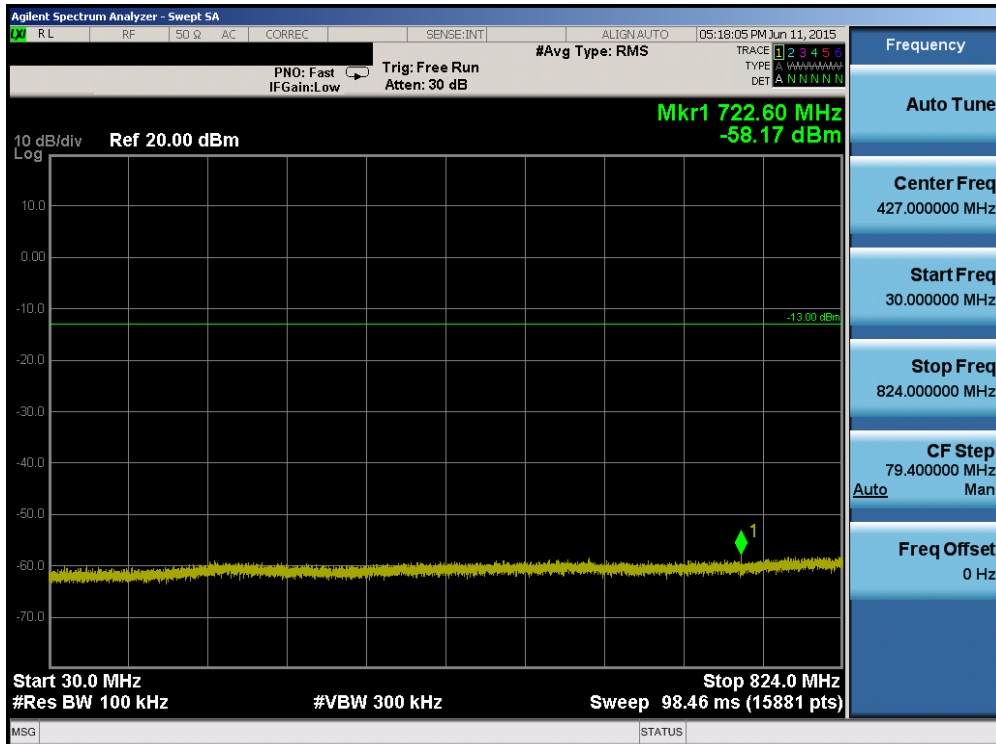 Agilent Spectrum Analyzer - Swept SA
LXI RL RF 50 Ω AC CORREC SENSE:INT ALIGN AUTO 05:18:05 PM Jun 11, 2015
#Avg Type: RMS TRACE 1 2 3 4 5 6
PNO: Fast Trig: Free Run TYPE A WWWWW
IFGain:Low Atten: 30 dB DET A N N N N N
Mkr1 722.60 MHz
-58.17 dBm
10 dB/div Ref 20.00 dBm
Log
10.0
0.00
-10.0
-13.00 dBm
-20.0
-30.0
-40.0
-50.0
1
-60.0
-70.0
Start 30.0 MHz Stop 824.0 MHz
#Res BW 100 kHz #VBW 300 kHz Sweep 98.46 ms (15881 pts)
MSG STATUS
Frequency
Auto Tune
Center Freq
427.000000 MHz
Start Freq
30.000000 MHz
Stop Freq
824.000000 MHz
CF Step
79.400000 MHz
Auto Man
Freq Offset
0 Hz